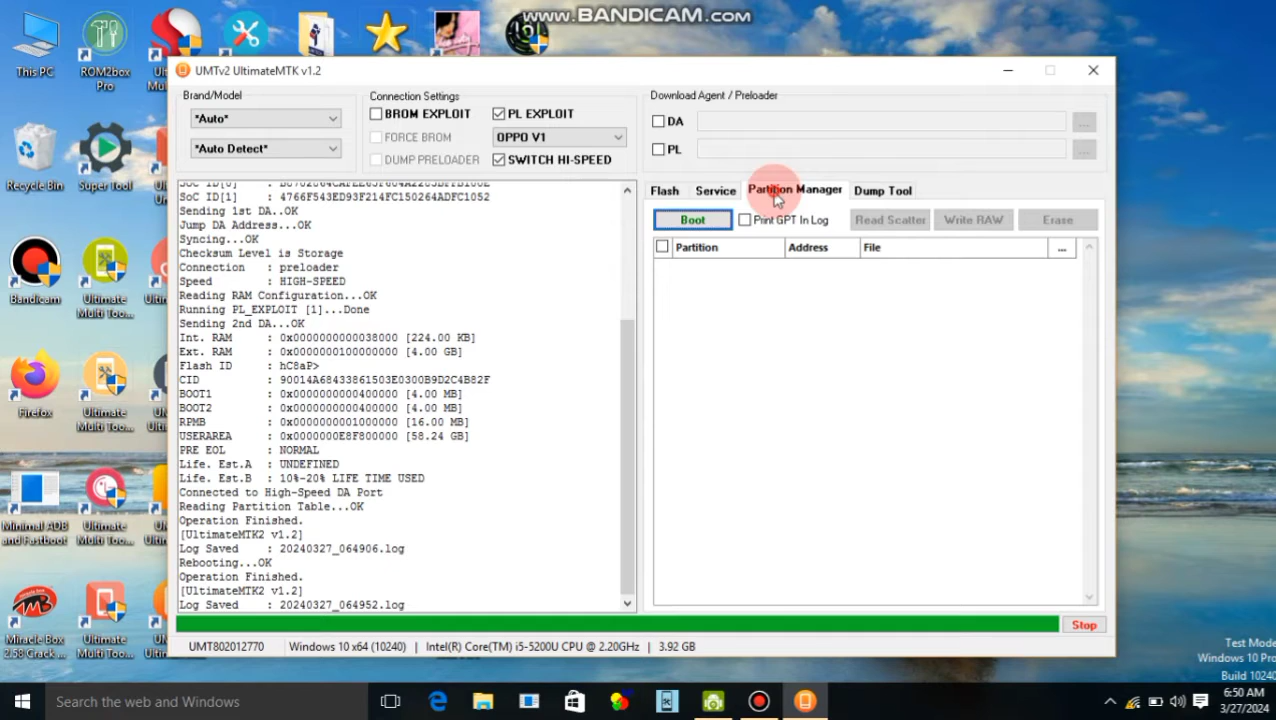 www.BANDICAM.com
This PC
ROM2box
Pro
UMTv2 UltimateMTK v1.2
Brand/Model
*Auto*
*Auto Detect*
Connection Settings
BROM EXPLOIT
PL EXPLOIT
FORCE BROM
OPPO V1
DUMP PRELOADER
SWITCH HI-SPEED
Download Agent / Preloader
DA
...
PL
...
Recycle Bin
Super Tool
Bandicam
Ultimate
Multi Too...
Firefox
Ultimate
Multi Too...
Minimal ADB
and Fastboot
Ultimate
Multi Too...
Miracle Box
2.58 Crack ...
Ultimate
Multi Too...
SoC ID[1] : 4766F543ED93F214FC150264ADFC1052
Sending 1st DA..OK
Jump DA Address...OK
Syncing...OK
Checksum Level is Storage
Connection : preloader
Speed : HIGH-SPEED
Reading RAM Configuration...OK
Running PL_EXPLOIT [1]...Done
Sending 2nd DA...OK
Int. RAM : 0x0000000000038000 [224.00 KB]
Ext. RAM : 0x0000000100000000 [4.00 GB]
Flash ID : hC8aP>
CID : 90014A68433861503E0300B9D2C4B82F
BOOT1 : 0x0000000000400000 [4.00 MB]
BOOT2 : 0x0000000000400000 [4.00 MB]
RPMB : 0x0000000001000000 [16.00 MB]
USERAREA : 0x0000000E8F800000 [58.24 GB]
PRE EOL : NORMAL
Life. Est.A : UNDEFINED
Life. Est.B : 10%-20% LIFE TIME USED
Connected to High-Speed DA Port
Reading Partition Table...OK
Operation Finished.
[UltimateMTK2 v1.2]
Log Saved : 20240327_064906.log
Rebooting...OK
Operation Finished.
[UltimateMTK2 v1.2]
Log Saved : 20240327_064952.log
Flash
Service
Partition Manager
Dump Tool
Boot
Print GPT In Log
Read Scatter
Write RAW
Erase
Partition
Address
File
...
Stop
UMT802012770
Windows 10 x64 (10240)
Intel(R) Core(TM) i5-5200U CPU @ 2.20GHz
3.92 GB
Test Mode
Windows 10 Pro
Build 10240
Search the web and Windows
6:50 AM
3/27/2024